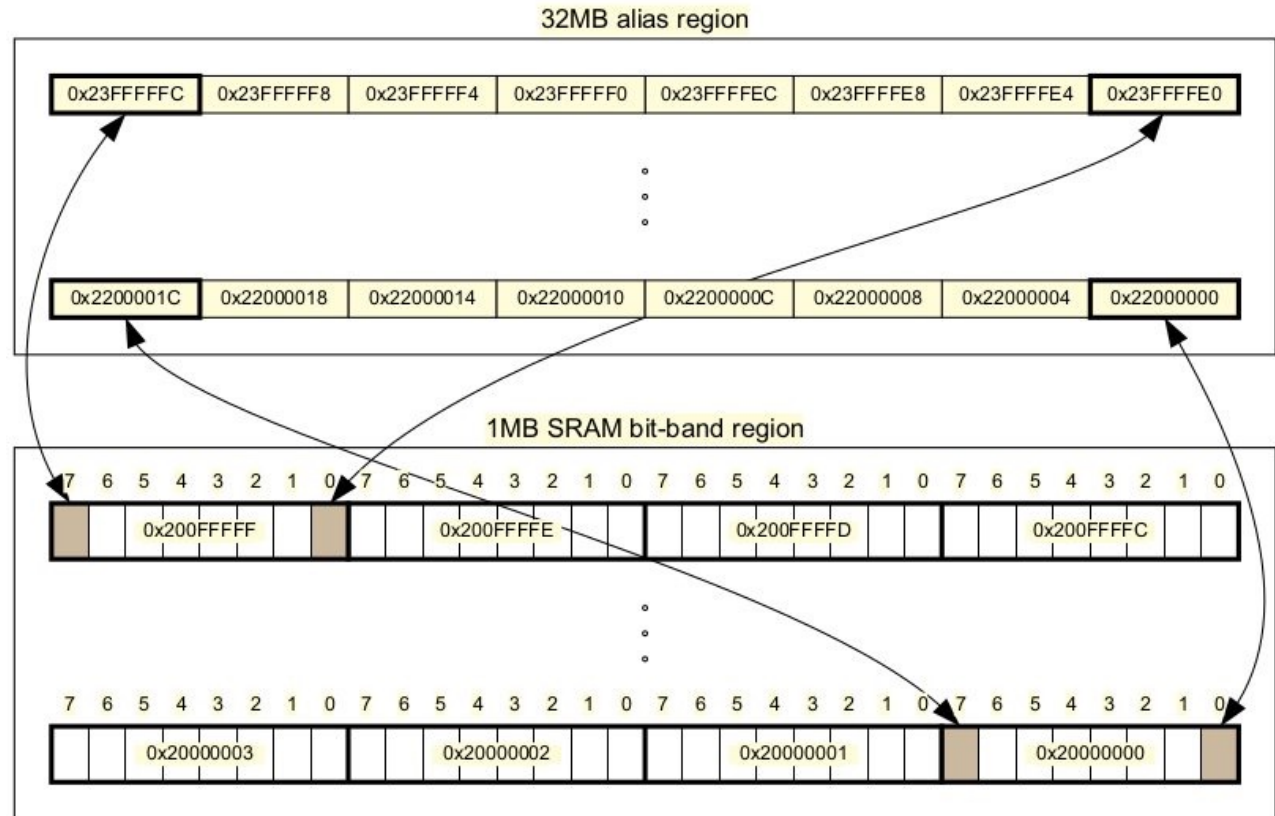 32MB alias region
0x23FFFFFC 0x23FFFFF8 0x23FFFFF4 0x23FFFFF0 0x23FFFFEC 0x23FFFFE8 0x23FFFFE4 0x23FFFFE0
0x2200001C 0x22000018 0x22000014 0x22000010 0x2200000C 0x22000008 0x22000004 0x22000000
1MB SRAM bit-band region
7 6 5 4 3 2 1 0 7 6 5 4 3 2 1 0 7 6 5 4 3 2 1 0 7 6 5 4 3 2 1 0
0x200FFFFF 0x200FFFFE 0x200FFFFD 0x200FFFFC
7 6 5 4 3 2 1 0 7 6 5 4 3 2 1 0 7 6 5 4 3 2 1 0 7 6 5 4 3 2 1 0
0x20000003 0x20000002 0x20000001 0x20000000